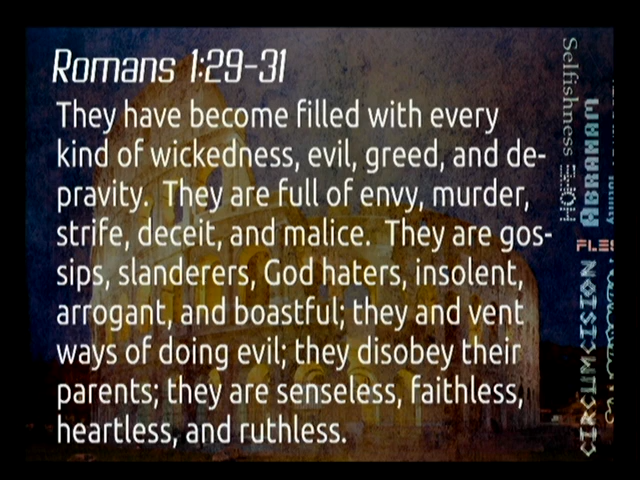 Romans 1:29-31
They have become filled with every
kind of wickedness, evil, greed, and de-
pravity. They are full of envy, murder,
strife, deceit, and malice. They are gos-
sips, slanderers, God haters, insolent,
arrogant, and boastful; they and vent
ways of doing evil; they disobey their
parents; they are senseless, faithless,
heartless, and ruthless.
Selfishness
ABRAHAM
CIRCUMCISION